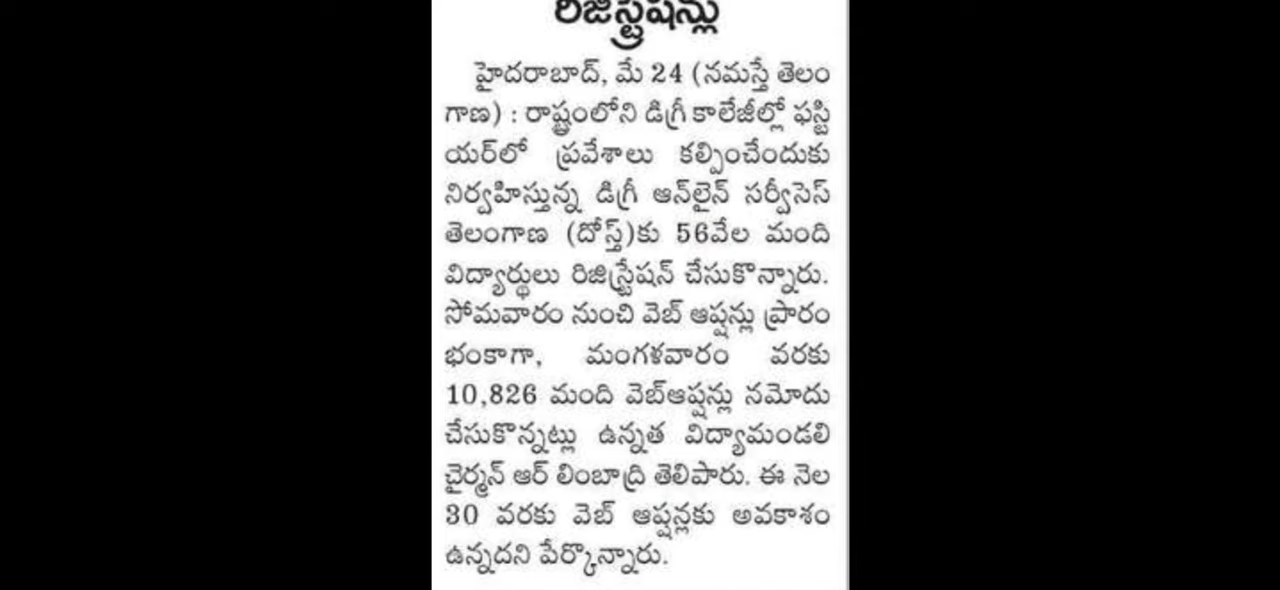 రిజిస్ట్రేషన్లు
హైదరాబాద్, మే 24 (నమస్తే తెలం
గాణ) : రాష్ట్రంలోని డిగ్రీ కాలేజీల్లో ఫస్టి
యర్‌లో ప్రవేశాలు కల్పించేందుకు
నిర్వహిస్తున్న డిగ్రీ ఆన్‌లైన్ సర్వీసెస్
తెలంగాణ (దోస్త్)కు 56వేల మంది
విద్యార్థులు రిజిస్ట్రేషన్ చేసుకొన్నారు.
సోమవారం నుంచి వెబ్ ఆప్షన్లు ప్రారం
భంకాగా, మంగళవారం వరకు
10,826 మంది వెబ్‌ఆప్షన్లు నమోదు
చేసుకొన్నట్లు ఉన్నత విద్యామండలి
చైర్మన్ ఆర్ లింబాద్రి తెలిపారు. ఈ నెల
30 వరకు వెబ్ ఆప్షన్లకు అవకాశం
ఉన్నదని పేర్కొన్నారు.